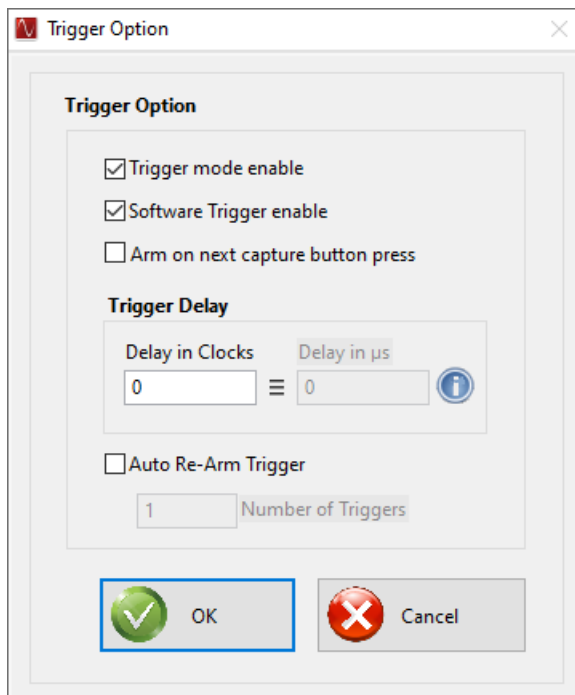 Trigger Option
Trigger Option
Trigger mode enable
Software Trigger enable
Arm on next capture button press
Trigger Delay
Delay in Clocks Delay in µs
0 ≡ 0
Auto Re-Arm Trigger
1 Number of Triggers
OK Cancel